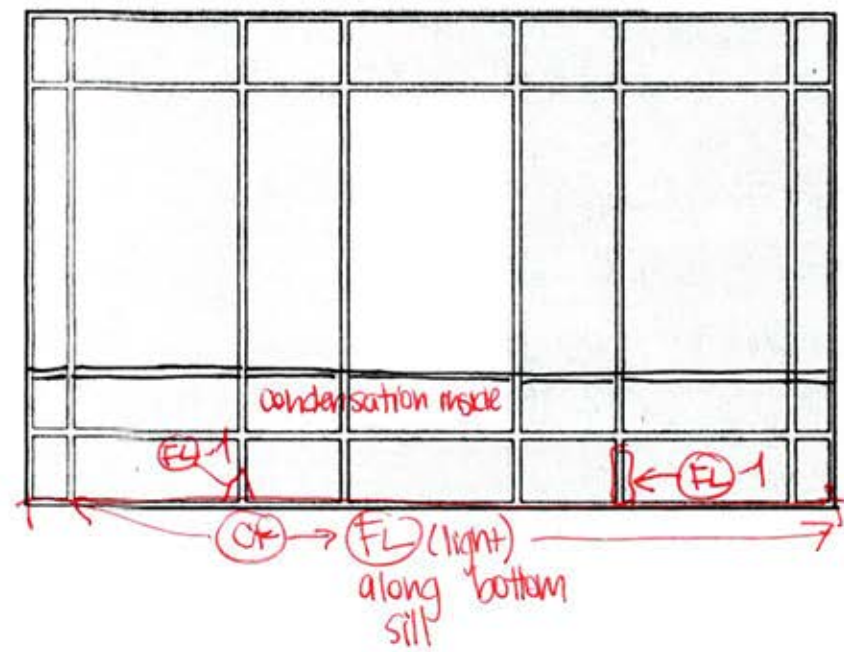 condensation inside
FL-1
FL-1
CK → FL (light)
along bottom
sill